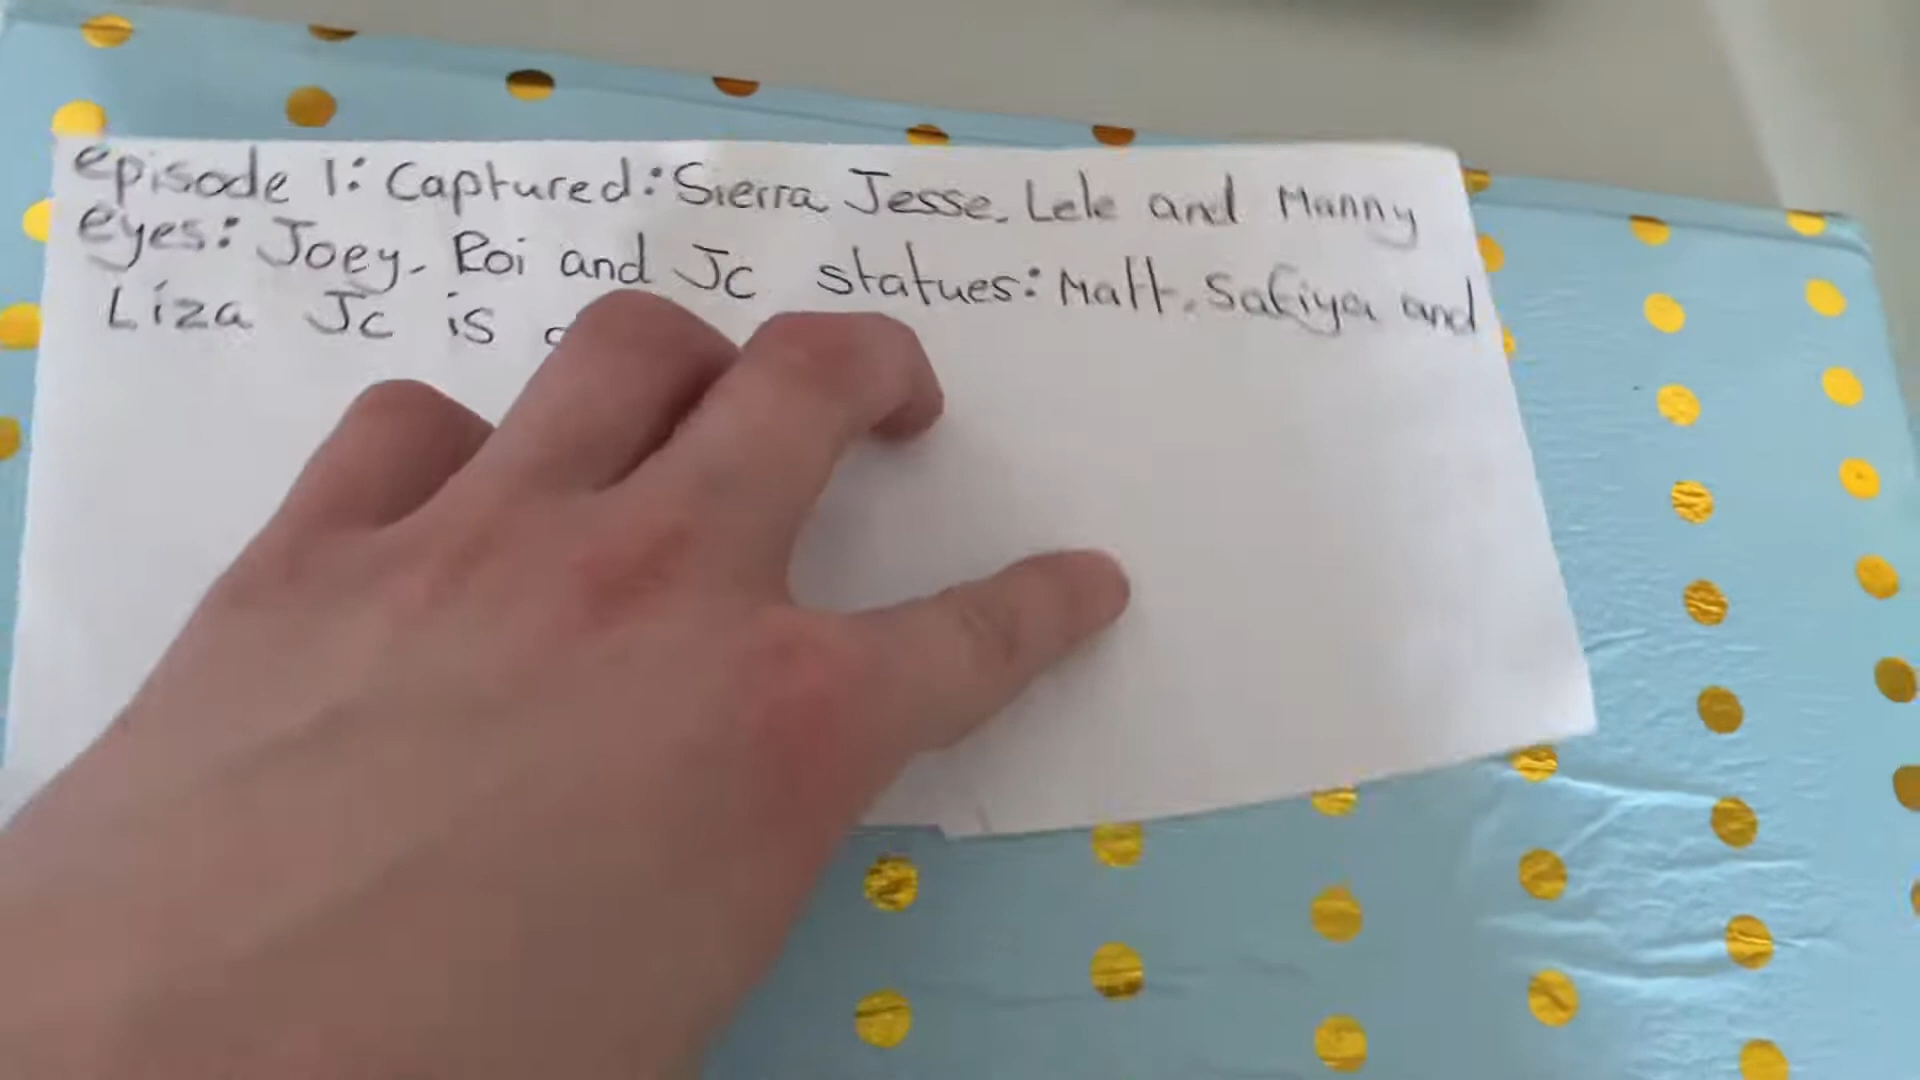 episode 1: Captured: Sierra Jesse, Lele and Manny
eyes: Joey, Roi and Jc statues: Matt, Safiya and
Liza Jc is